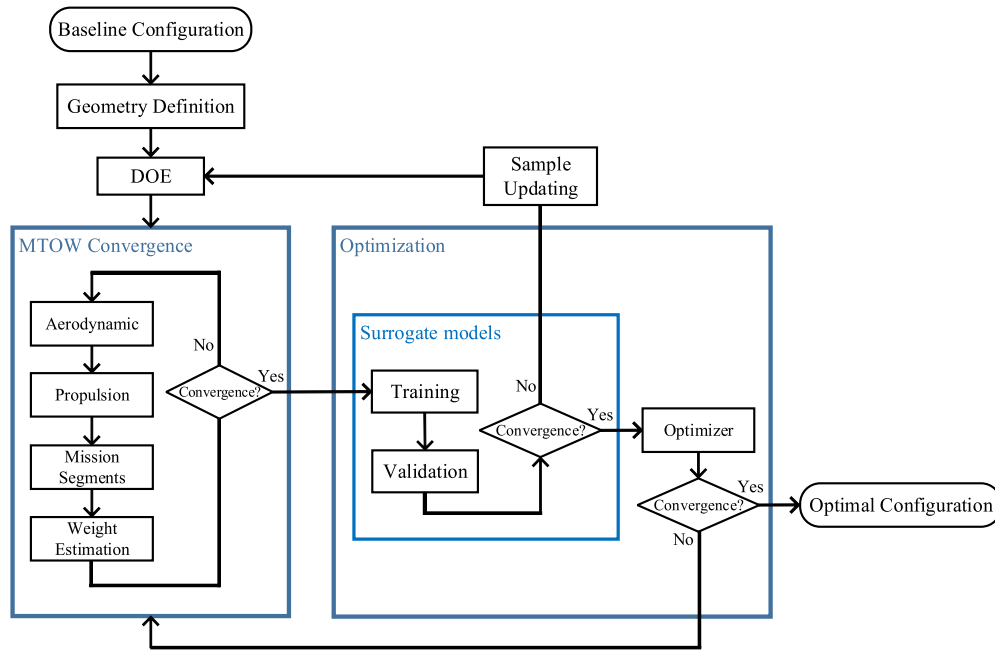 Baseline Configuration
Geometry Definition
DOE
Sample
Updating
MTOW Convergence
Aerodynamic
Propulsion
Mission
Segments
Weight
Estimation
No
Convergence?
Yes
Optimization
Surrogate models
Training
Validation
No
Convergence?
Yes
Optimizer
Convergence?
Yes
No
Optimal Configuration